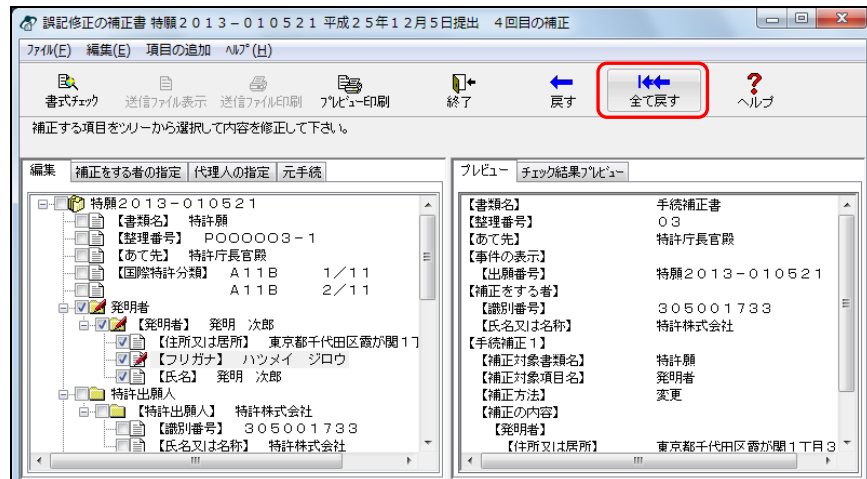 誤記修正の補正書 特願２０１３－０１０５２１ 平成２５年１２月５日提出　４回目の補正
ﾌｧｲﾙ(F)　編集(E)　項目の追加　ﾍﾙﾌﾟ(H)
書式ﾁｪｯｸ　送信ﾌｧｲﾙ表示　送信ﾌｧｲﾙ印刷　ﾌﾟﾚﾋﾞｭｰ印刷　終了　戻す　全て戻す　ヘルプ
補正する項目をツリーから選択して内容を修正して下さい。
編集　補正をする者の指定　代理人の指定　元手続
特願２０１３－０１０５２１
【書類名】　特許願
【整理番号】　Ｐ０００００３－１
【あて先】　特許庁長官殿
【国際特許分類】　Ａ１１Ｂ　　１／１１
Ａ１１Ｂ　　２／１１
発明者
【発明者】　発明　次郎
【住所又は居所】　東京都千代田区霞が関１丁
【フリガナ】　ハツメイ　ジロウ
【氏名】　発明　次郎
特許出願人
【特許出願人】　特許株式会社
【識別番号】　３０５００１７３３
【氏名又は名称】　特許株式会社
プレビュー　ﾁｪｯｸ結果ﾌﾟﾚﾋﾞｭｰ
【書類名】　手続補正書
【整理番号】　０３
【あて先】　特許庁長官殿
【事件の表示】
【出願番号】　特願２０１３－０１０５２１
【補正をする者】
【識別番号】　３０５００１７３３
【氏名又は名称】　特許株式会社
【手続補正１】
【補正対象書類名】　特許願
【補正対象項目名】　発明者
【補正方法】　変更
【補正の内容】
【発明者】
【住所又は居所】　東京都千代田区霞が関１丁目３